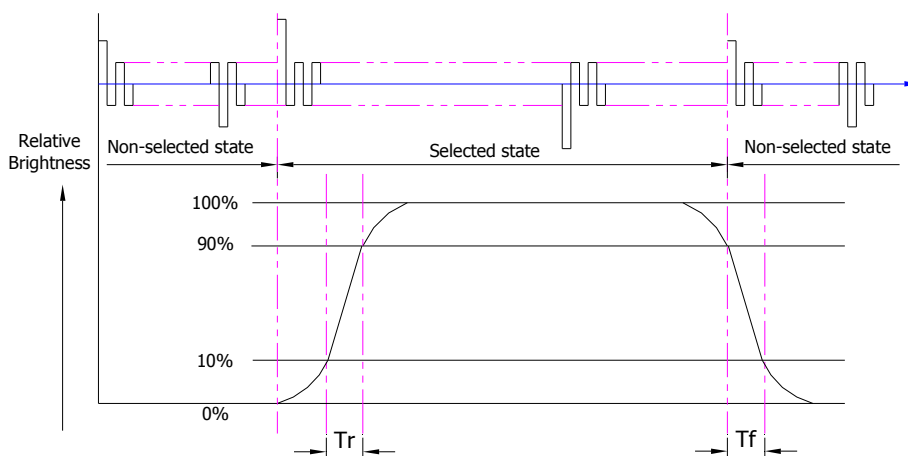 Relative
Brightness
Non-selected state
Selected state
Non-selected state
100%
90%
10%
0%
Tr
Tf